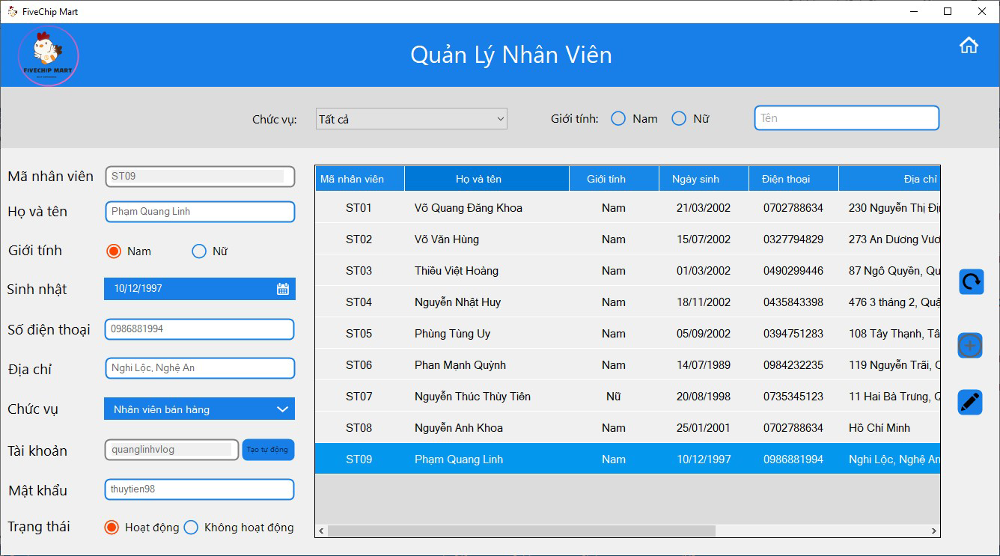 FiveChip Mart
FIVECHIP MART
Quản Lý Nhân Viên
Chức vụ: Tất cả Giới tính: Nam Nữ Tên
Mã nhân viên ST09
Họ và tên Phạm Quang Linh
Giới tính Nam Nữ
Sinh nhật 10/12/1997
Số điện thoại 0986881994
Địa chỉ Nghi Lộc, Nghệ An
Chức vụ Nhân viên bán hàng
Tài khoản quanglinhvlog Tạo tự động
Mật khẩu thuytien98
Trạng thái Hoạt động Không hoạt động
Mã nhân viên Họ và tên Giới tính Ngày sinh Điện thoại Địa chỉ
ST01 Võ Quang Đăng Khoa Nam 21/03/2002 0702788634 230 Nguyễn Thị Đị
ST02 Võ Văn Hùng Nam 15/07/2002 0327794829 273 An Dương Vươ
ST03 Thiều Việt Hoàng Nam 01/03/2002 0490299446 87 Ngô Quyền, Qu
ST04 Nguyễn Nhật Huy Nam 18/11/2002 0435843398 476 3 tháng 2, Quậ
ST05 Phùng Tùng Uy Nam 05/09/2002 0394751283 108 Tây Thạnh, Tâ
ST06 Phan Mạnh Quỳnh Nam 14/07/1989 0984232235 119 Nguyễn Trãi, Q
ST07 Nguyễn Thúc Thùy Tiên Nữ 20/08/1998 0735345123 11 Hai Bà Trưng, Q
ST08 Nguyễn Anh Khoa Nam 25/01/2001 0702788634 Hồ Chí Minh
ST09 Phạm Quang Linh Nam 10/12/1997 0986881994 Nghi Lộc, Nghệ An